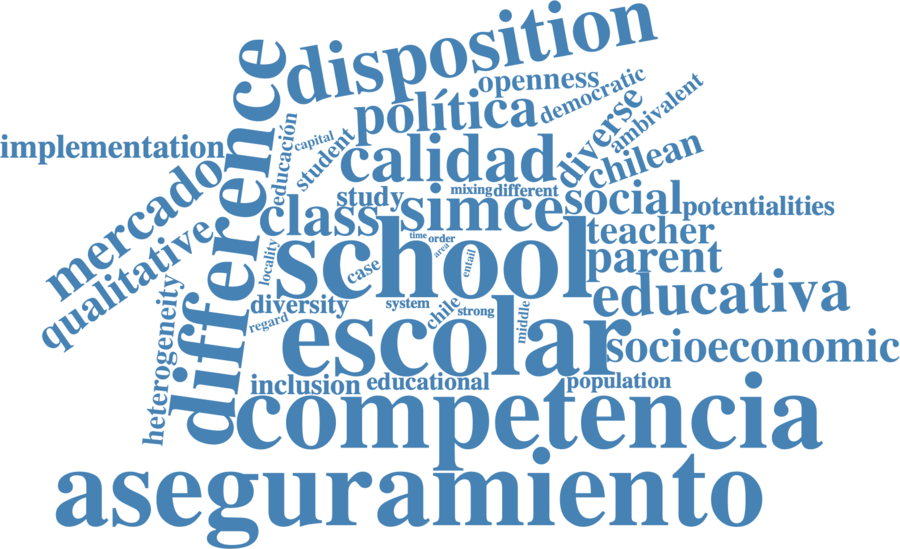 disposition
difference
openness
democratic
política
diverse
ambivalent
implementation
educación
capital
student
calidad
chilean
mercado
study
mixing
different
social
potentialities
qualitative
class
simce
teacher
time
order
area
school
parent
locality
case
entail
educativa
heterogeneity
diversity
system
chile
strong
middle
regard
escolar
socioeconomic
inclusion
educational
population
competencia
aseguramiento